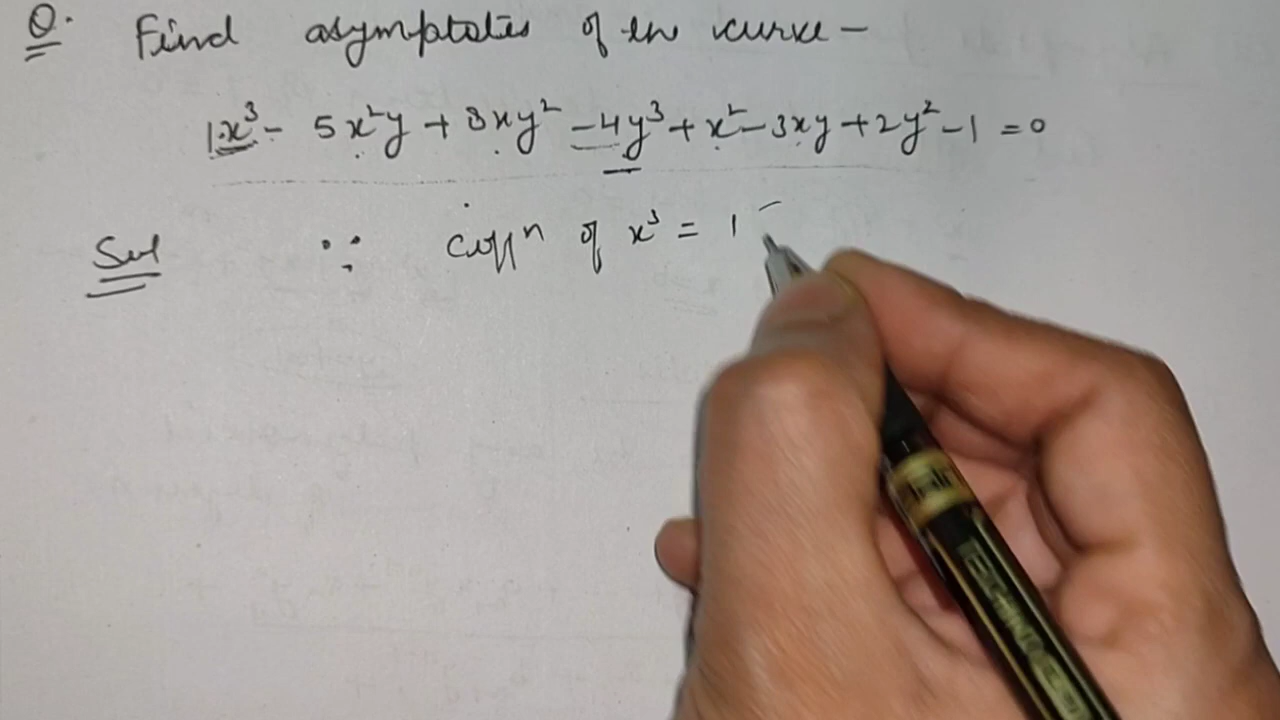 Q. Find asymptotes of the curve –
1x³ - 5x²y + 8xy² - 4y³ + x² - 3xy + 2y² - 1 = 0
Sol ∵ Coffⁿ of x³ = 1